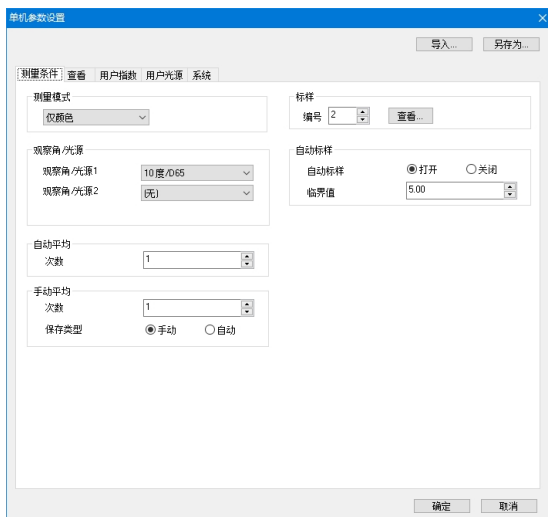 单机参数设置
导入... 另存为...
测量条件 查看 用户指数 用户光源 系统
测量模式
仅颜色
标样
编号 2 查看...
观察角/光源
观察角/光源1 10度/D65
观察角/光源2 (无)
自动标样
自动标样 打开 关闭
临界值 5.00
自动平均
次数 1
手动平均
次数 1
保存类型 手动 自动
确定 取消